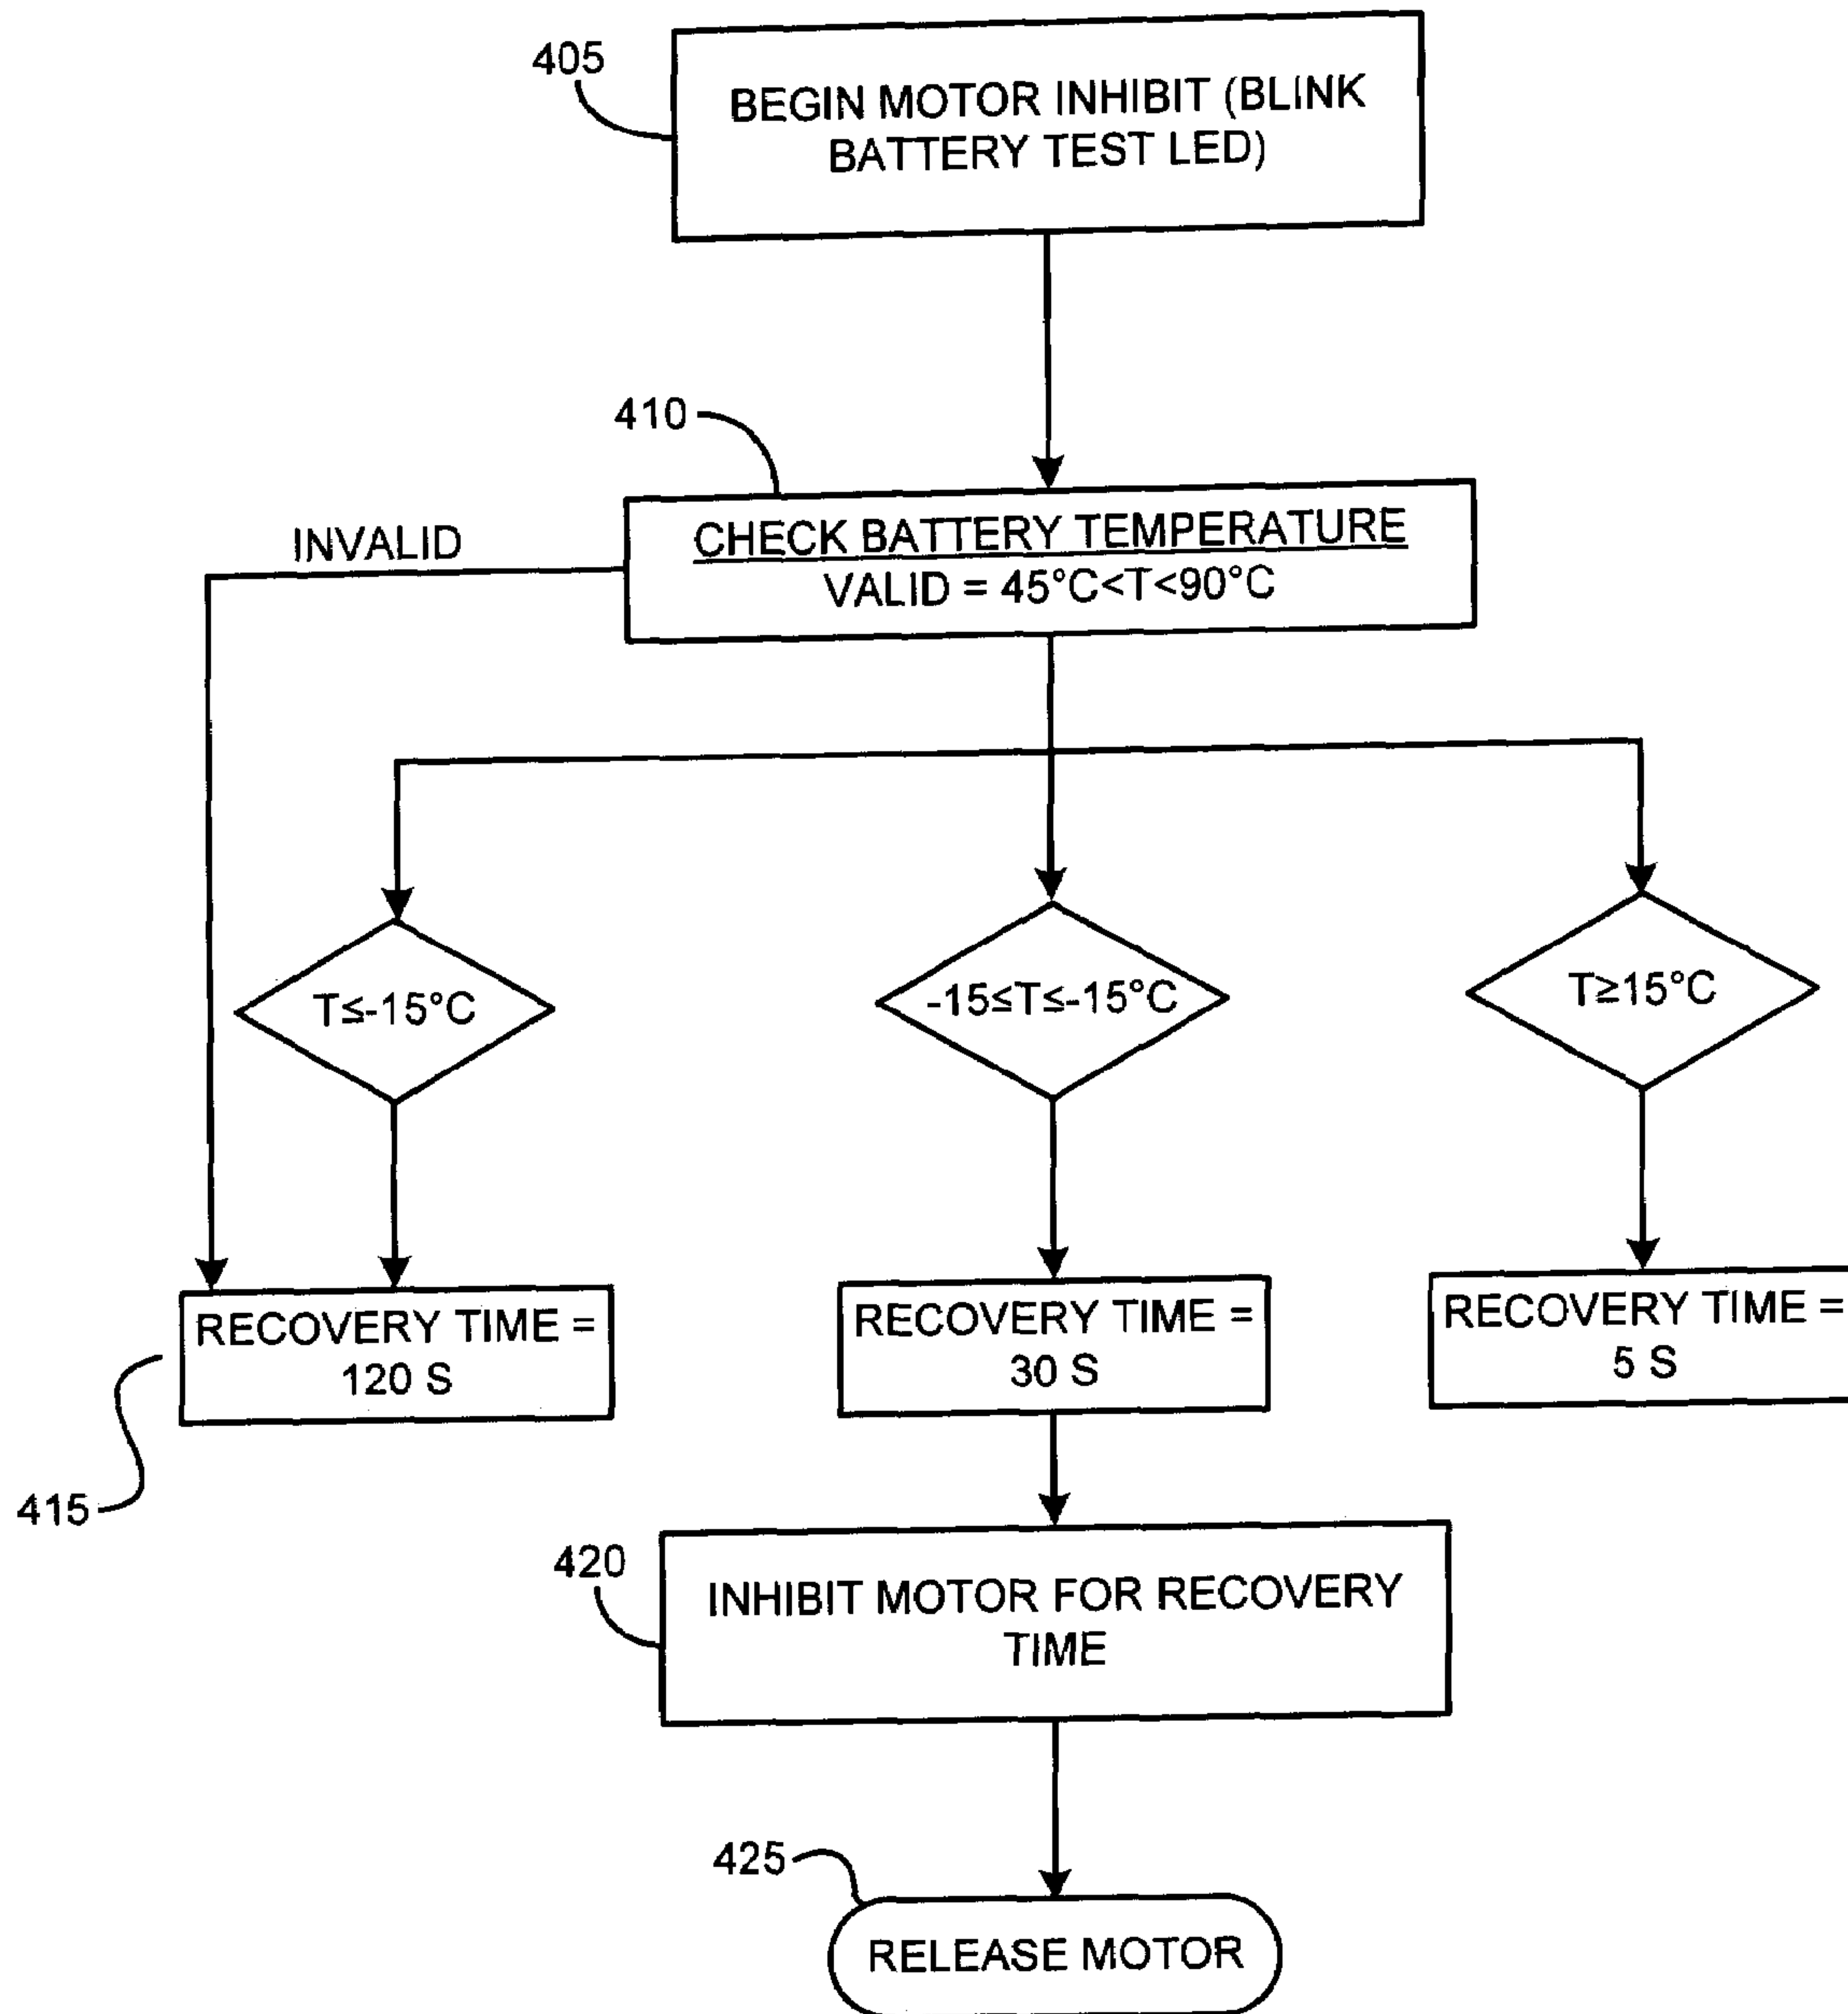 405
BEGIN MOTOR INHIBIT (BLINK
BATTERY TEST LED)
410
INVALID
CHECK BATTERY TEMPERATURE
VALID = 45°C<T<90°C
T≤-15°C
-15≤T≤-15°C
T≥15°C
RECOVERY TIME =
120 S
RECOVERY TIME =
30 S
RECOVERY TIME =
5 S
415
420
INHIBIT MOTOR FOR RECOVERY
TIME
425
RELEASE MOTOR